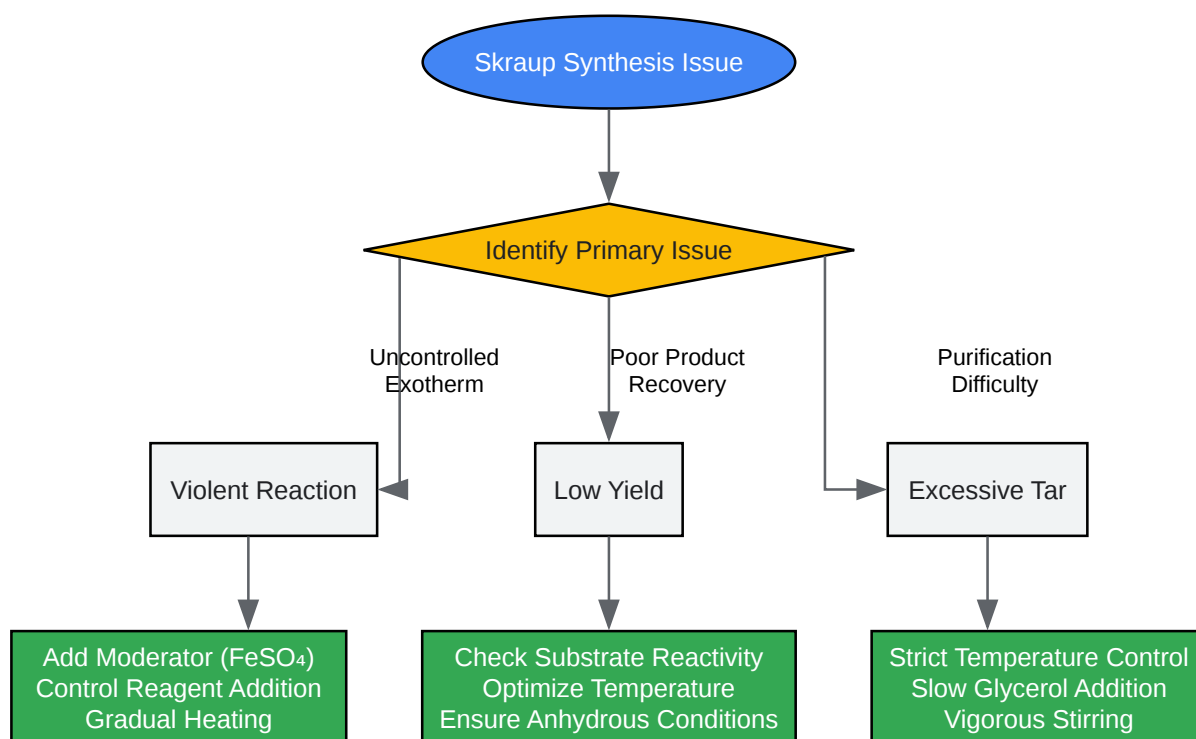 Skraup Synthesis Issue
Identify Primary Issue
Uncontrolled
Exotherm
Poor Product
Recovery
Purification
Difficulty
Violent Reaction
Low Yield
Excessive Tar
Add Moderator (FeSO₄)
Control Reagent Addition
Gradual Heating
Check Substrate Reactivity
Optimize Temperature
Ensure Anhydrous Conditions
Strict Temperature Control
Slow Glycerol Addition
Vigorous Stirring